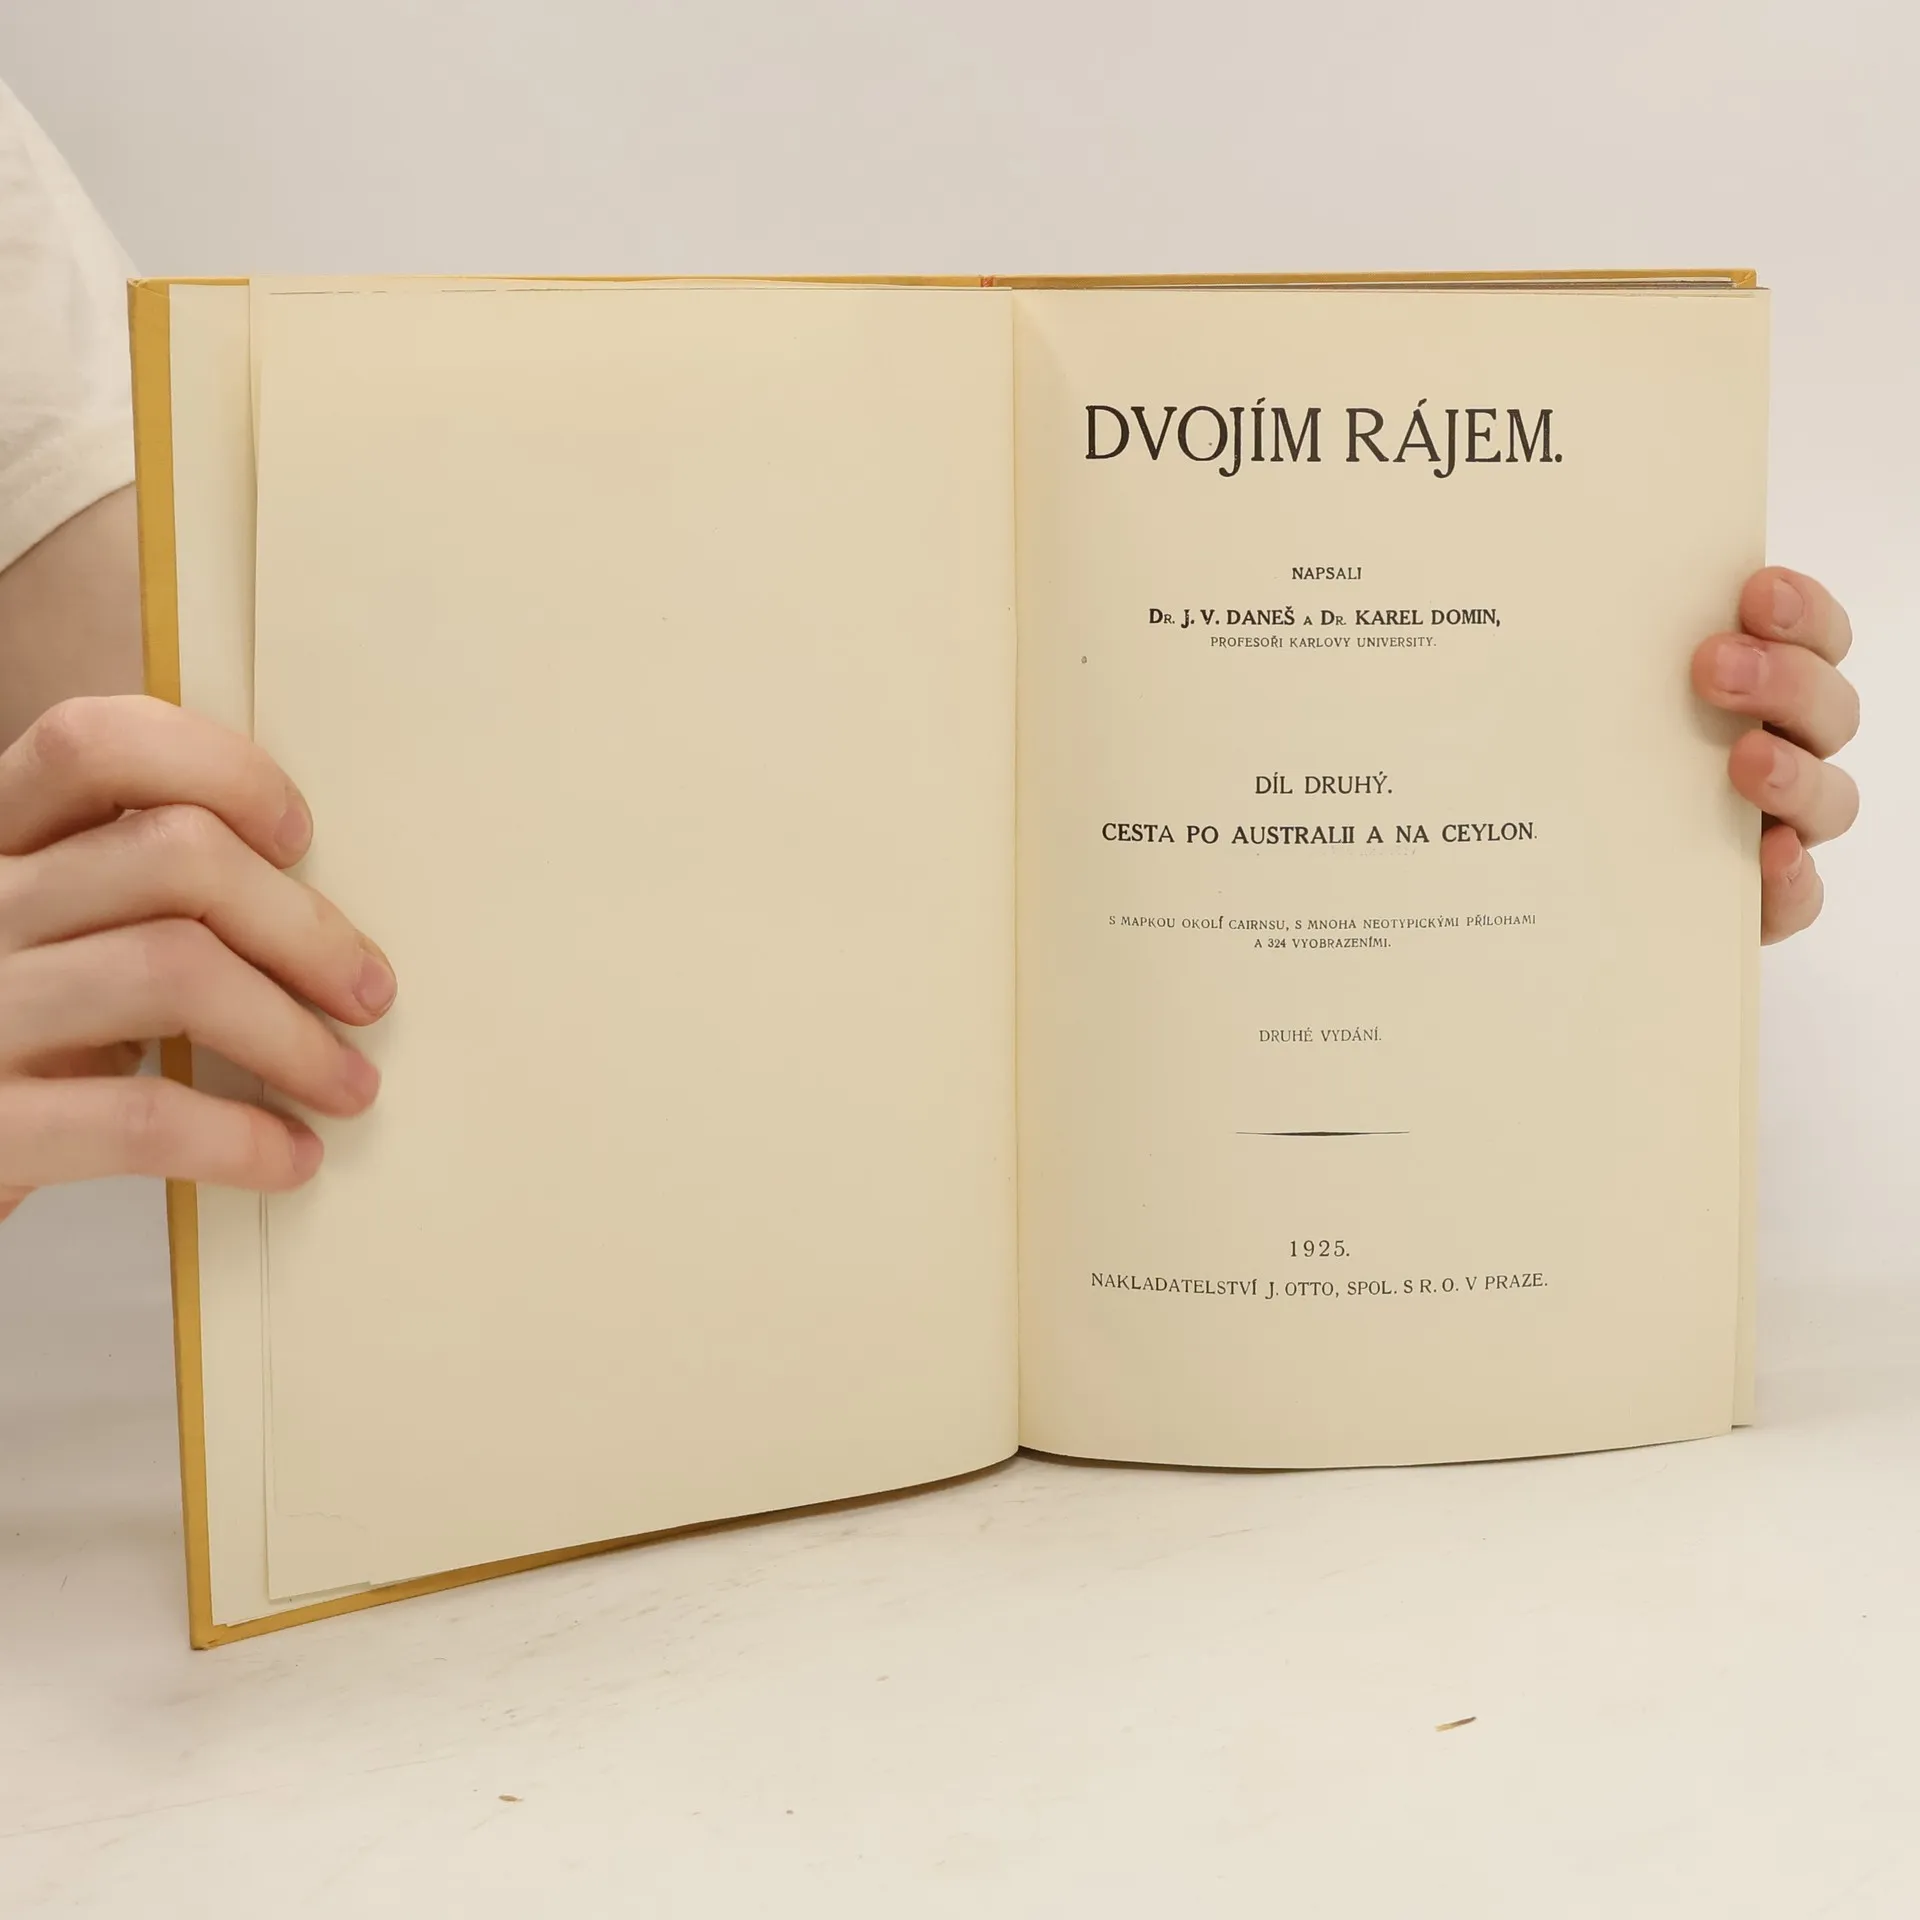 DVOJÍM RÁJEM.
NAPSALI
DR. J. V. DANEŠ A DR. KAREL DOMIN,
PROFESOŘI KARLOVY UNIVERSITY.
DÍL DRUHÝ.
CESTA PO AUSTRALII A NA CEYLON.
S MAPKOU OKOLÍ CAIRNSU, S MNOHA NEOTYPICKÝMI PŘÍLOHAMI
A 324 VYOBRAZENÍMI.
DRUHÉ VYDÁNÍ.
1925.
NAKLADATELSTVÍ J. OTTO, SPOL. S R. O. V PRAZE.